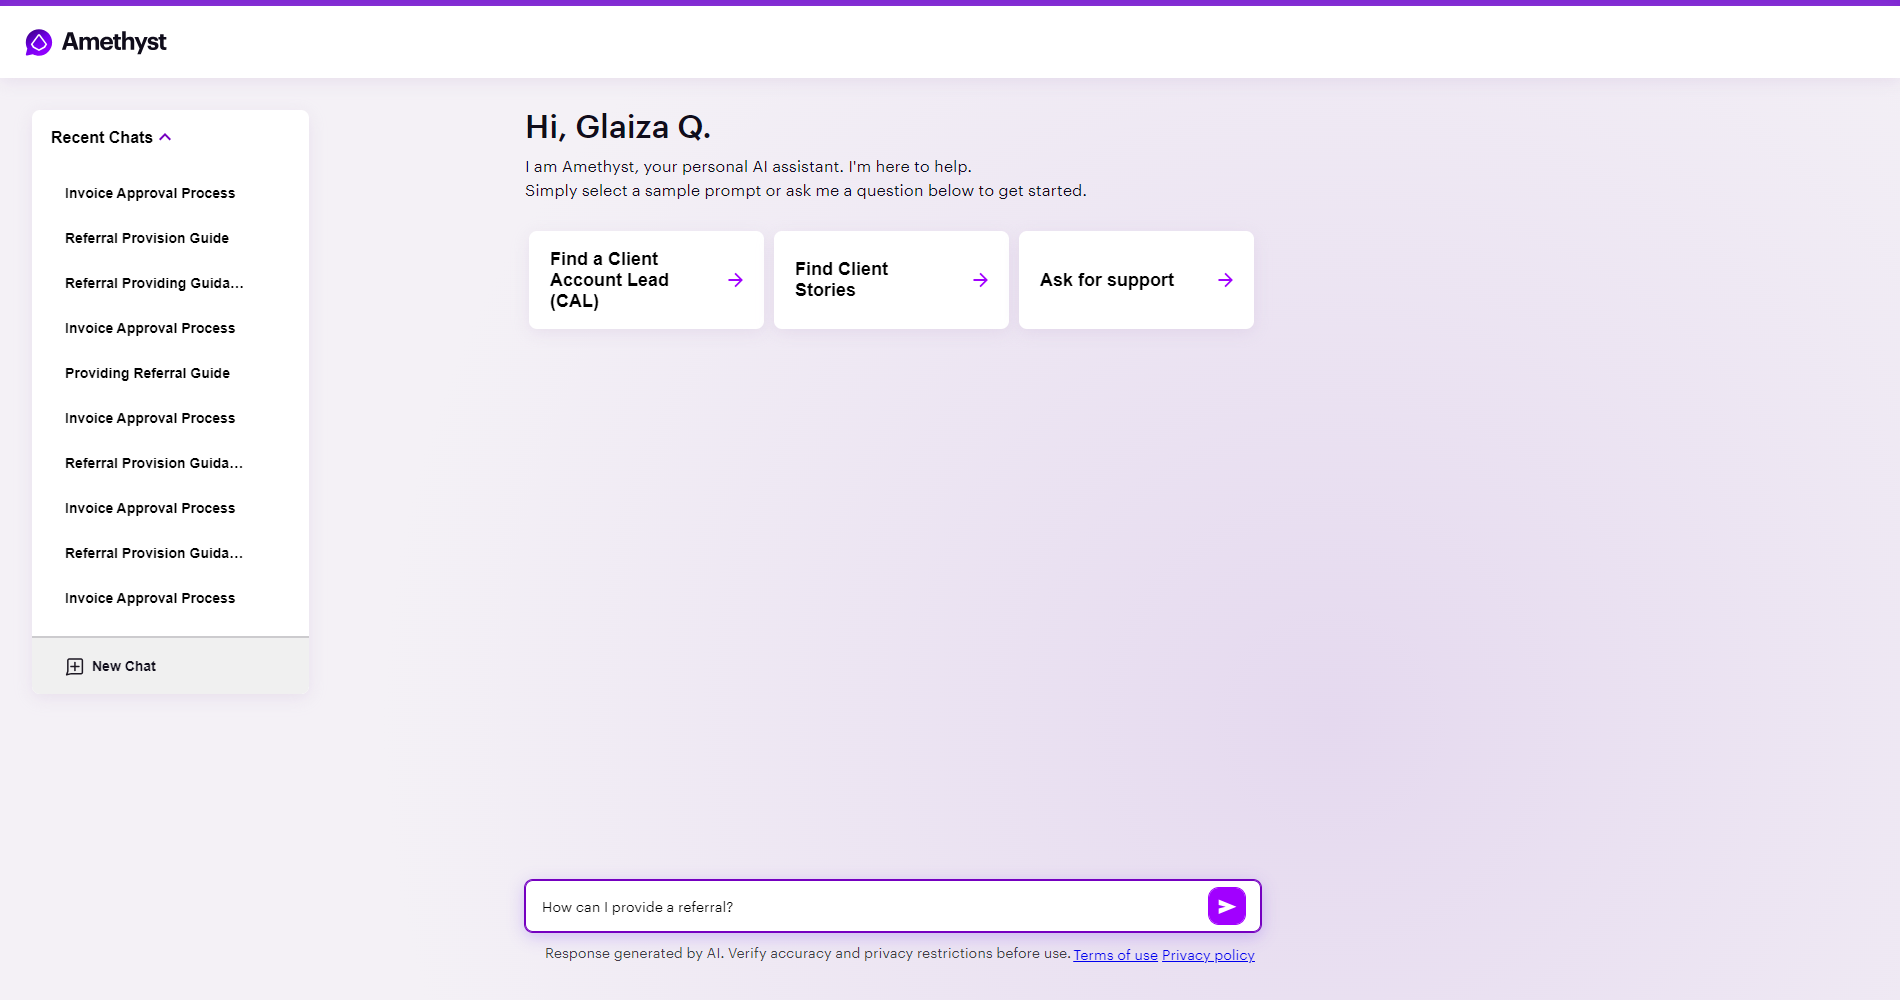 Amethyst
Recent Chats
Invoice Approval Process
Referral Provision Guide
Referral Providing Guida...
Invoice Approval Process
Providing Referral Guide
Invoice Approval Process
Referral Provision Guida...
Invoice Approval Process
Referral Provision Guida...
Invoice Approval Process
New Chat
Hi, Glaiza Q.
I am Amethyst, your personal AI assistant. I'm here to help.
Simply select a sample prompt or ask me a question below to get started.
Find a Client
Account Lead
(CAL)
Find Client
Stories
Ask for support
How can I provide a referral?
Response generated by AI. Verify accuracy and privacy restrictions before use. Terms of use Privacy policy